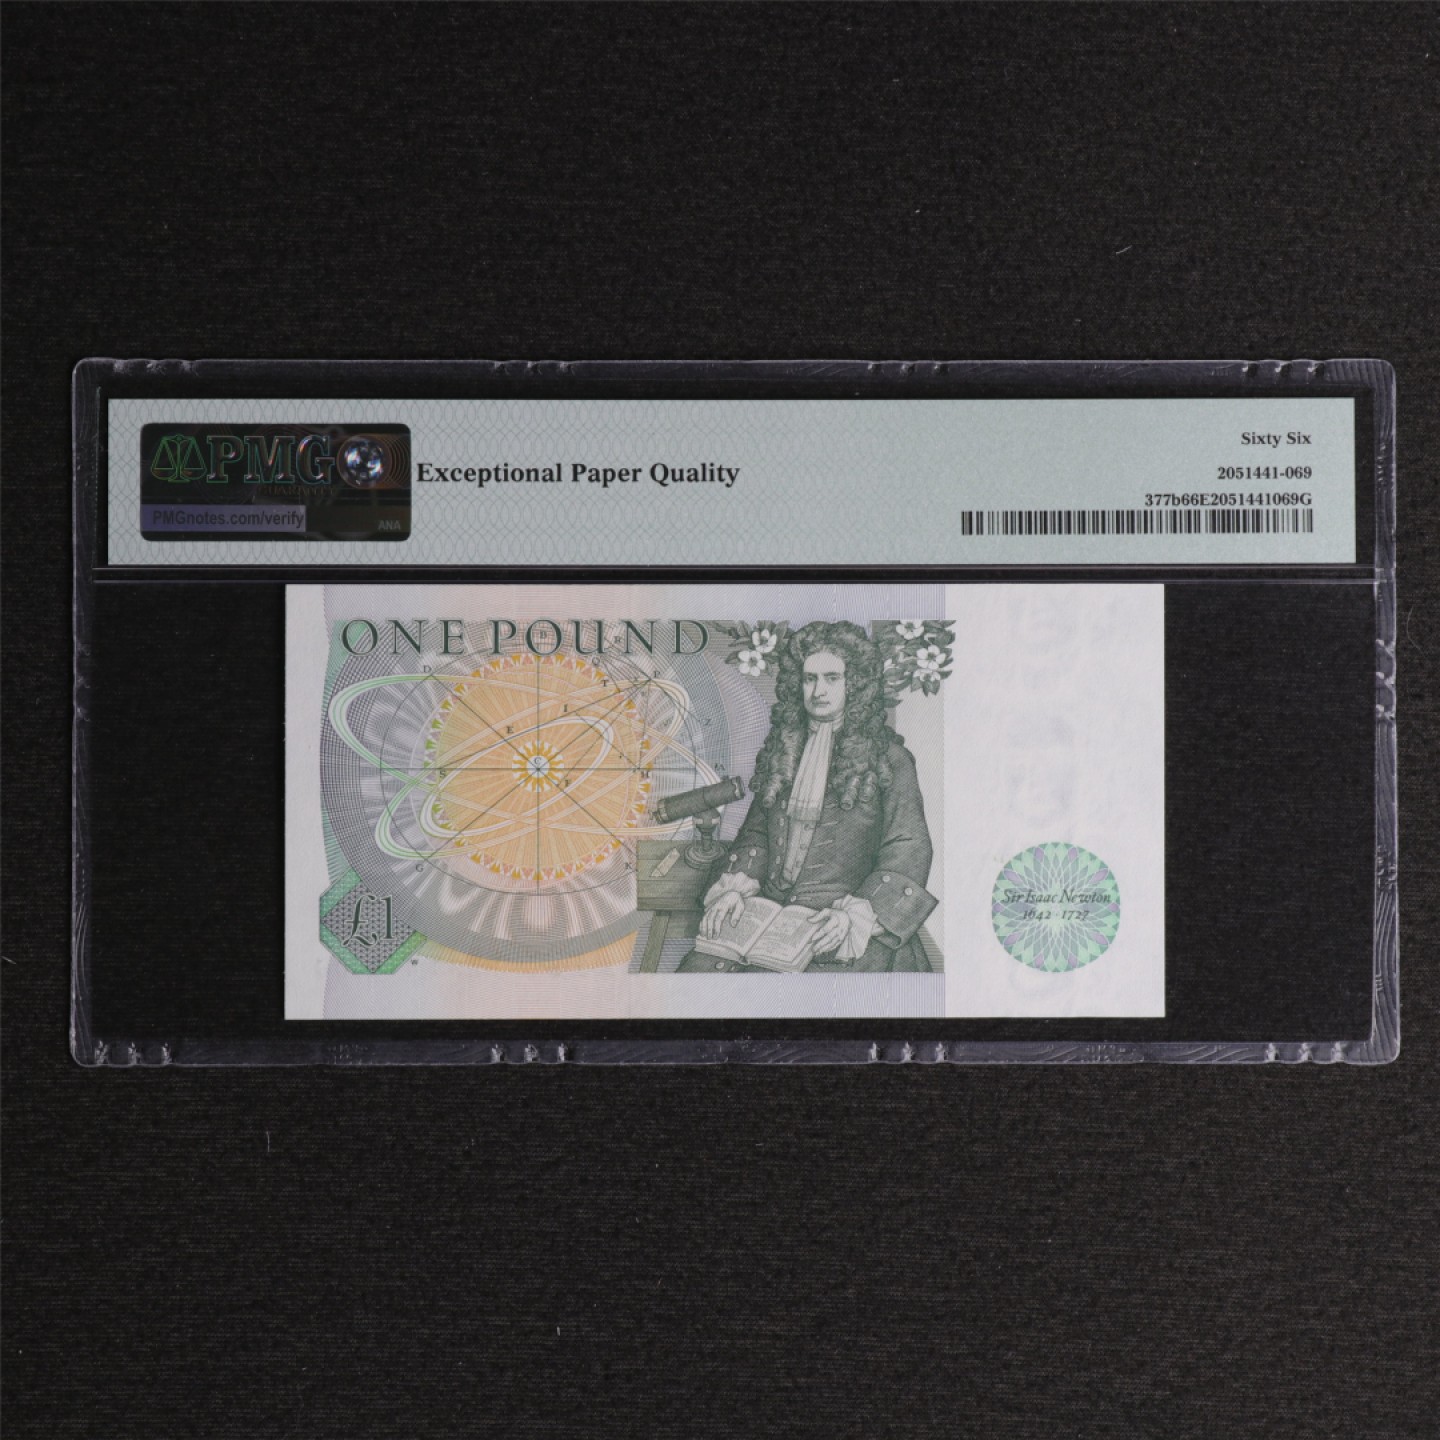 PMG
PMGnotes.com/verify
ANA
Exceptional Paper Quality
Sixty Six
2051441-069
377b66E2051441069G
ONE POUND
B
R
D
Q
T
P
I
E
Z
C
S
F
M
G
K
£1
W
Sir Isaac Newton
1642 · 1727